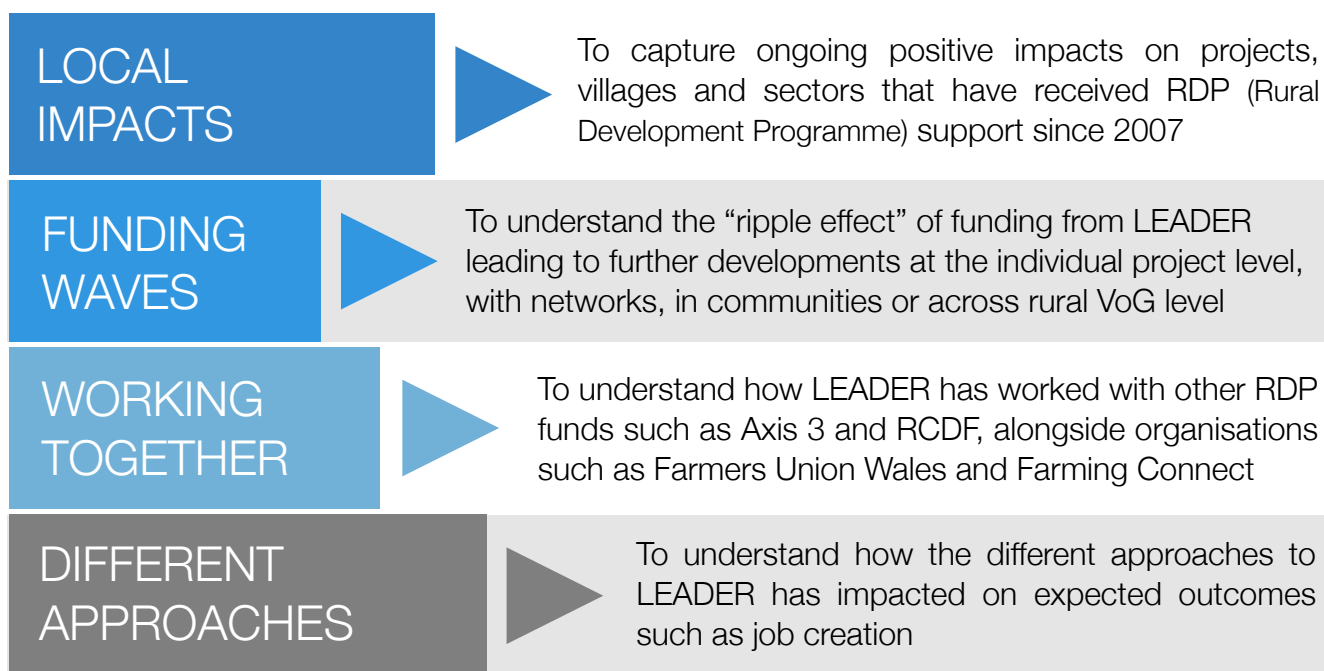 LOCAL
IMPACTS
To capture ongoing positive impacts on projects,
villages and sectors that have received RDP (Rural
Development Programme) support since 2007
FUNDING
WAVES
To understand the “ripple effect” of funding from LEADER
leading to further developments at the individual project level,
with networks, in communities or across rural VoG level
WORKING
TOGETHER
To understand how LEADER has worked with other RDP
funds such as Axis 3 and RCDF, alongside organisations
such as Farmers Union Wales and Farming Connect
DIFFERENT
APPROACHES
To understand how the different approaches to
LEADER has impacted on expected outcomes
such as job creation